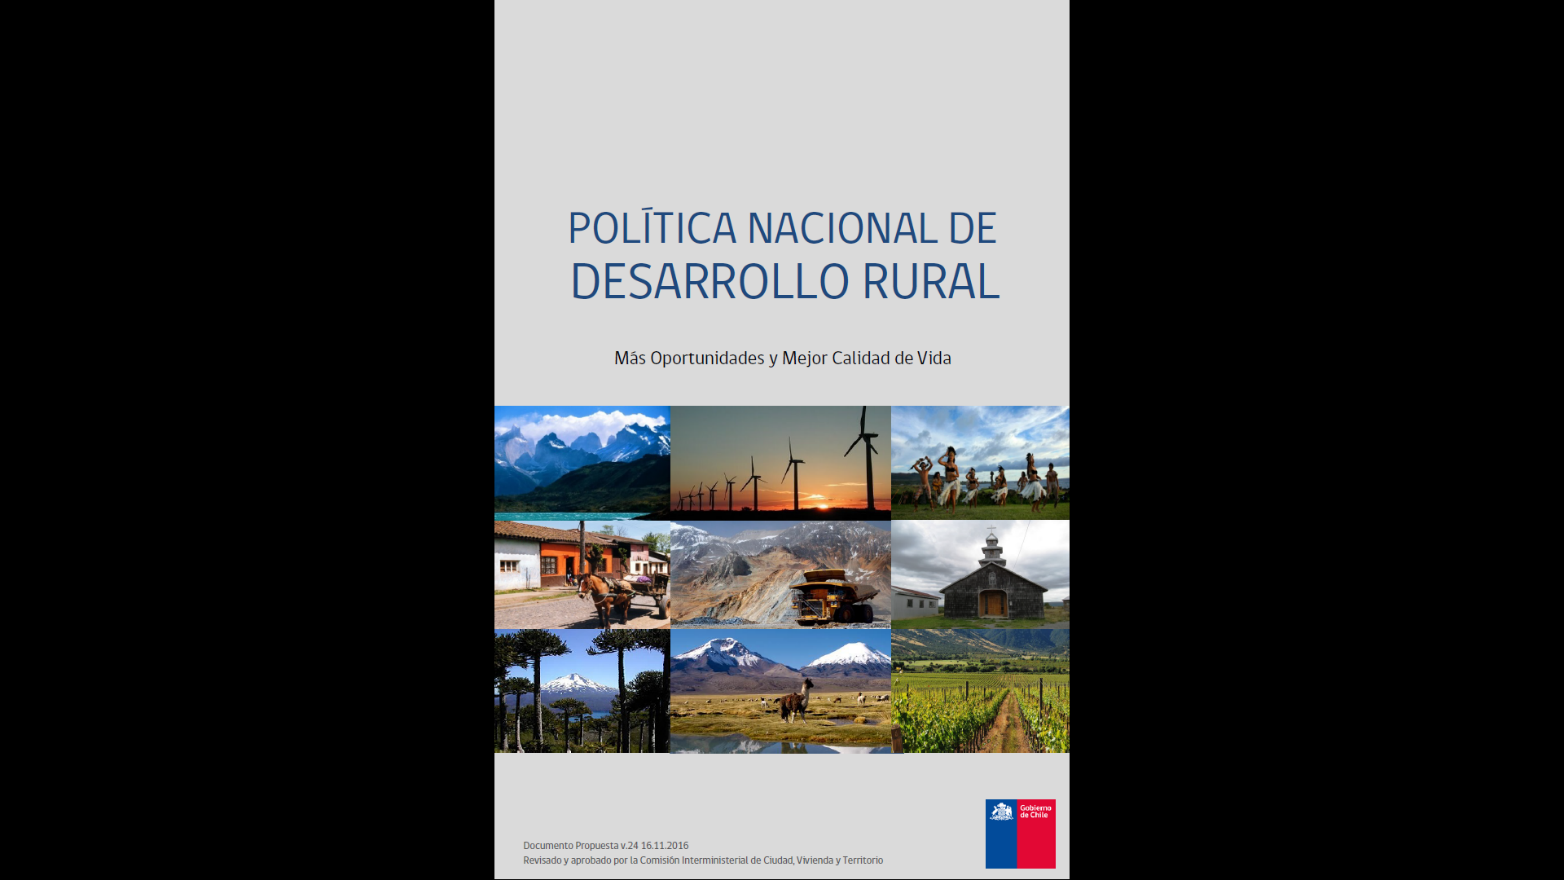 POLÍTICA NACIONAL DE
DESARROLLO RURAL
Más Oportunidades y Mejor Calidad de Vida
Gobierno
de Chile
Documento Propuesta v.24 16.11.2016
Revisado y aprobado por la Comisión Interministerial de Ciudad, Vivienda y Territorio